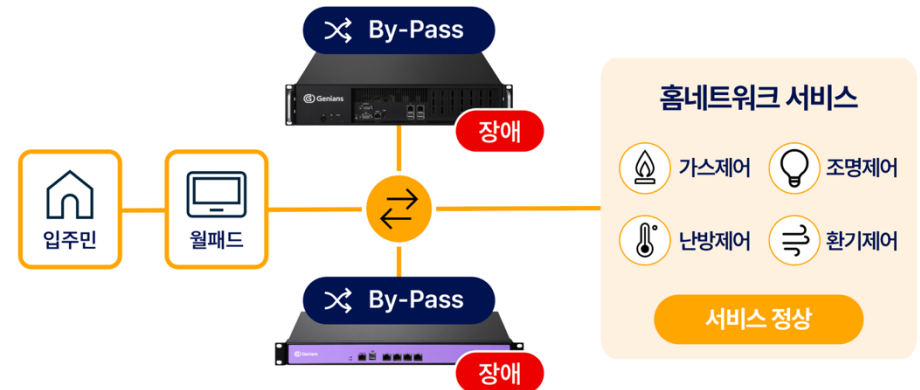 By-Pass
Genians
장애
홈네트워크 서비스
가스제어
조명제어
입주민
월패드
난방제어
환기제어
By-Pass
서비스 정상
Genians
장애